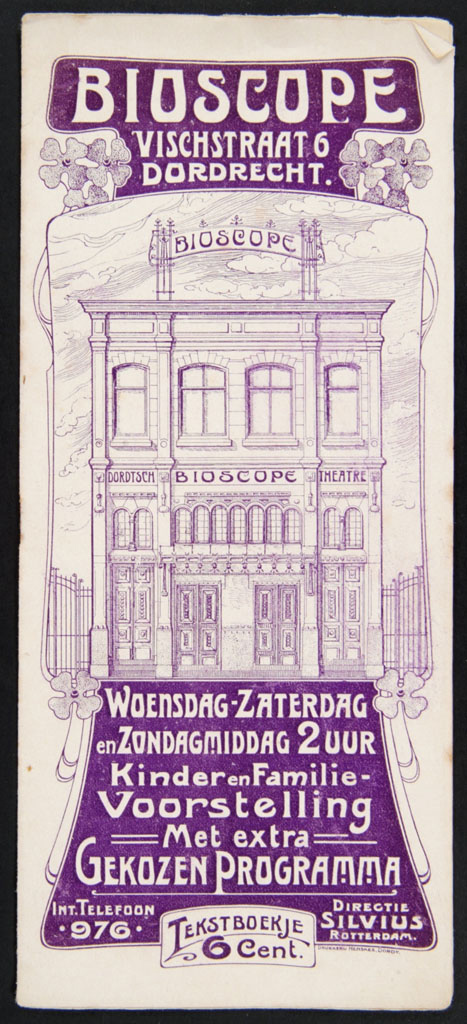 BIOSCOPE
VISCHSTRAAT 6
DORDRECHT.
BIOSCOPE
DORDTSCH BIOSCOPE THEATRE
WOENSDAG-ZATERDAG
en ZONDAGMIDDAG 2 UUR
Kinder en Familie-
Voorstelling
Met extra
GEKOZEN PROGRAMMA
INT. TELEFOON
976.
TEKSTBOEKJE
6 Cent.
DIRECTIE
SILVIUS
ROTTERDAM.